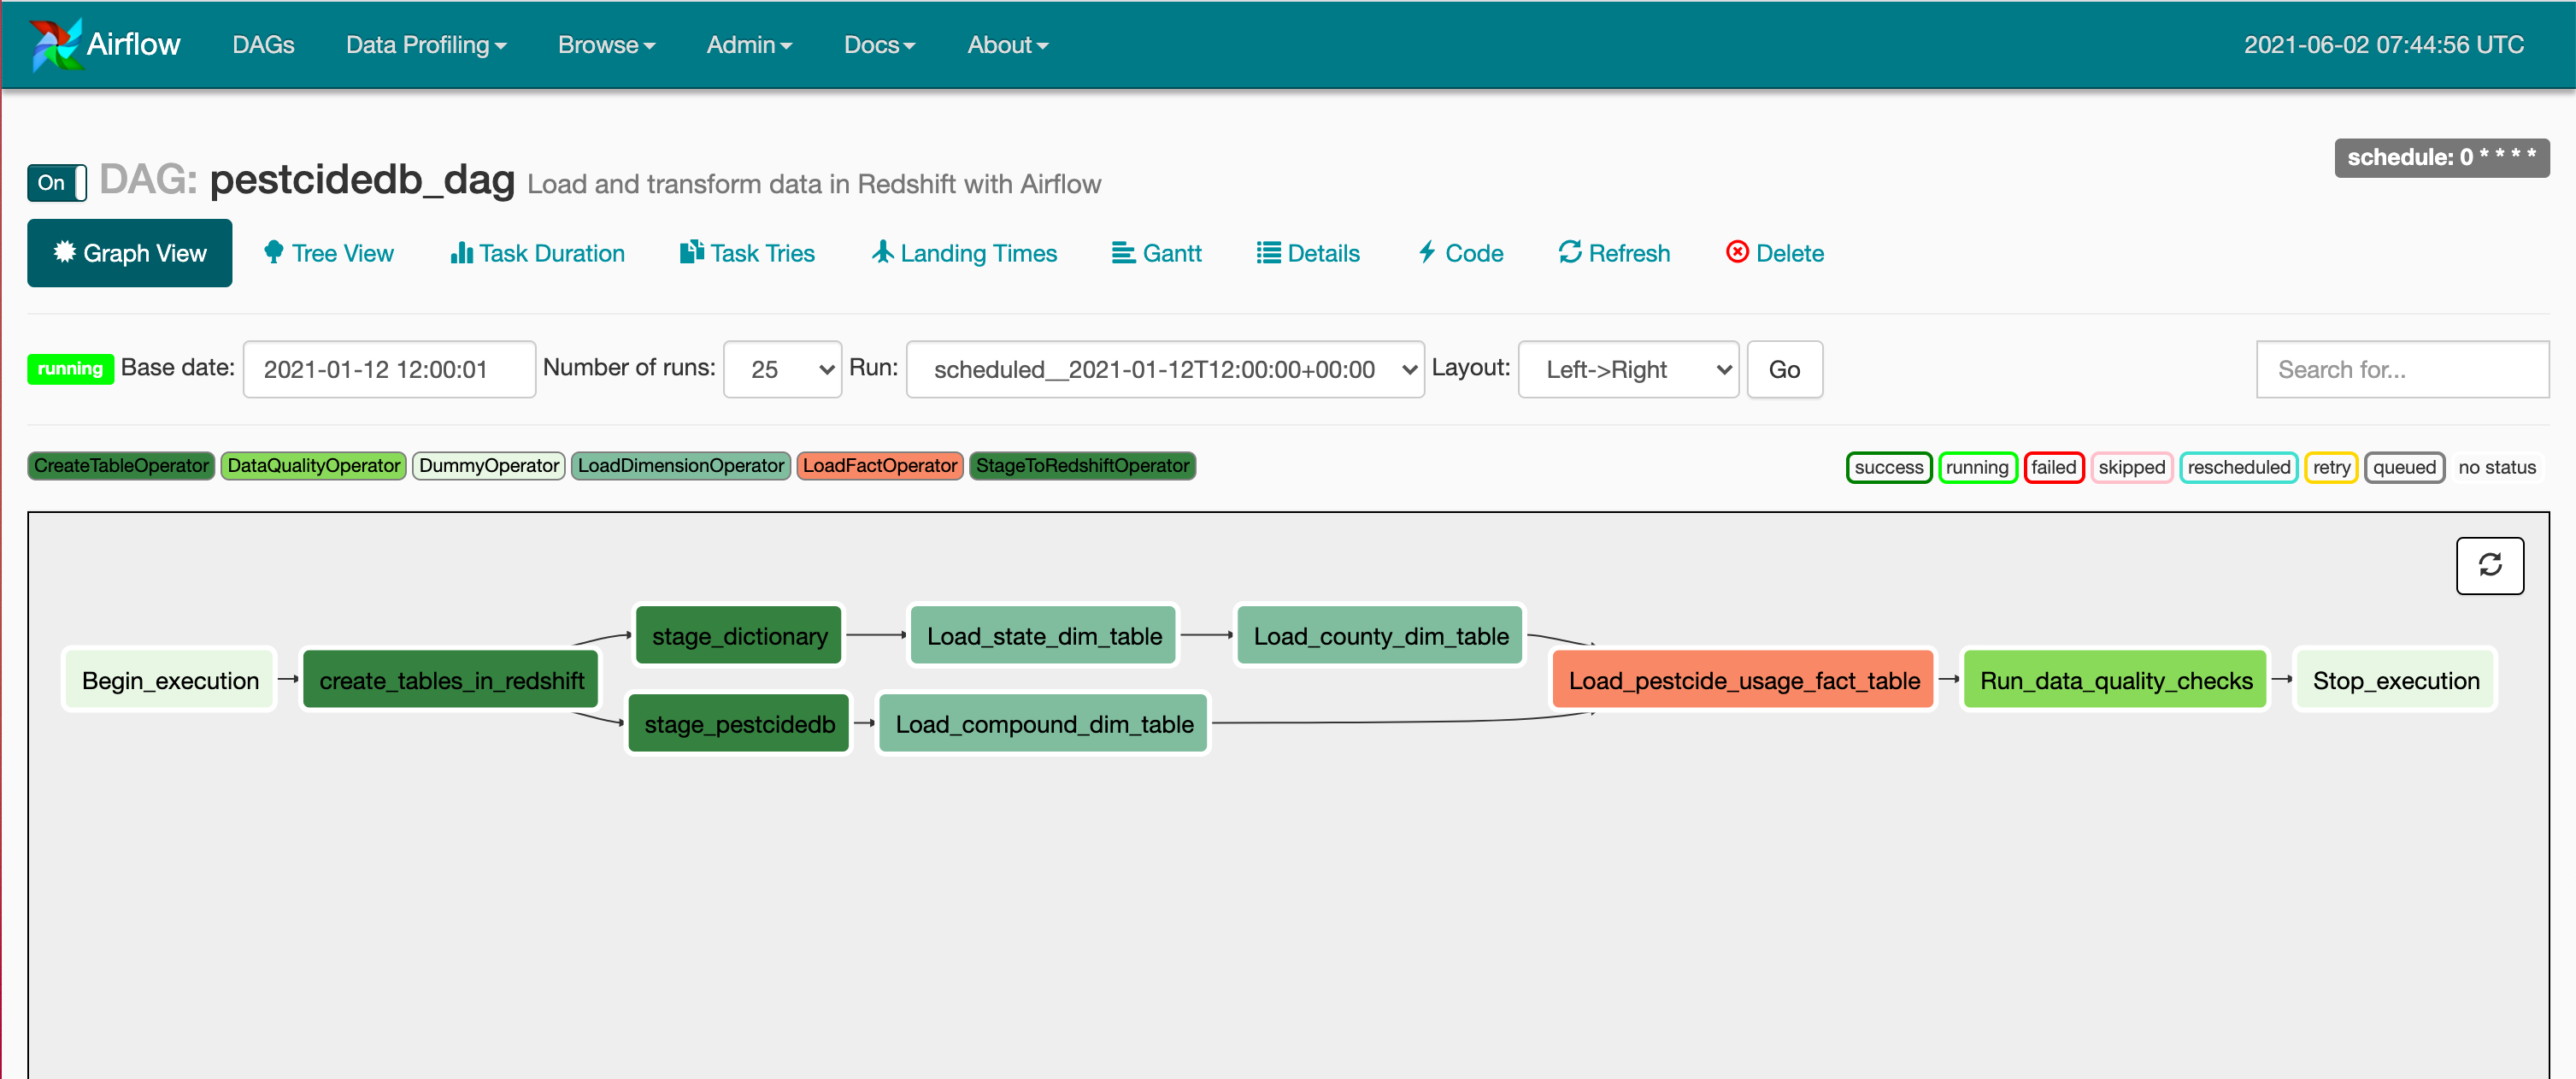 Airflow DAGs Data Profiling Browse Admin Docs About 2021-06-02 07:44:56 UTC
schedule: 0 * * * *
On DAG: pestcidedb_dag Load and transform data in Redshift with Airflow
Graph View Tree View Task Duration Task Tries Landing Times Gantt Details Code Refresh Delete
running Base date: 2021-01-12 12:00:01 Number of runs: 25 Run: scheduled__2021-01-12T12:00:00+00:00 Layout: Left->Right Go Search for...
CreateTableOperator DataQualityOperator DummyOperator LoadDimensionOperator LoadFactOperator StageToRedshiftOperator success running failed skipped rescheduled retry queued no status
stage_dictionary Load_state_dim_table Load_county_dim_table
Begin_execution create_tables_in_redshift Load_pestcide_usage_fact_table Run_data_quality_checks Stop_execution
stage_pestcidedb Load_compound_dim_table